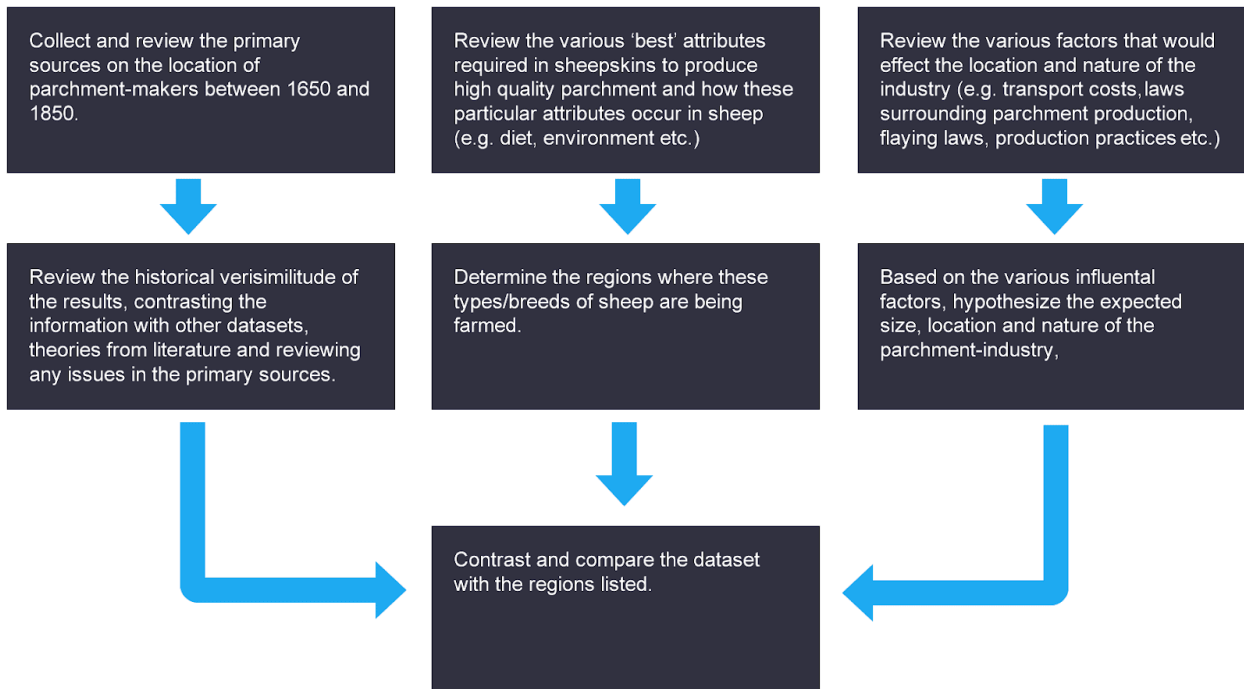 Collect and review the primary
sources on the location of
parchment-makers between 1650 and
1850.
Review the various ‘best’ attributes
required in sheepskins to produce
high quality parchment and how these
particular attributes occur in sheep
(e.g. diet, environment etc.)
Review the various factors that would
effect the location and nature of the
industry (e.g. transport costs, laws
surrounding parchment production,
flaying laws, production practices etc.)
Review the historical verisimilitude of
the results, contrasting the
information with other datasets,
theories from literature and reviewing
any issues in the primary sources.
Determine the regions where these
types/breeds of sheep are being
farmed.
Based on the various influental
factors, hypothesize the expected
size, location and nature of the
parchment-industry,
Contrast and compare the dataset
with the regions listed.